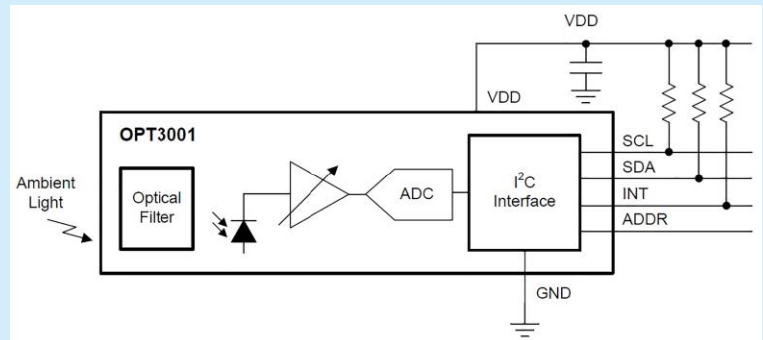 VDD
VDD
OPT3001
SCL
Ambient
Light
Optical
Filter
ADC
I²C
Interface
SDA
INT
ADDR
GND